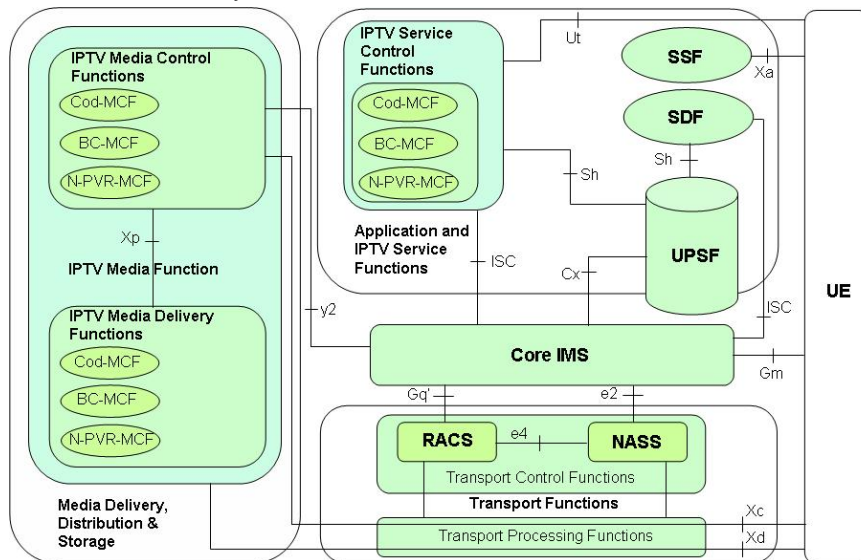 IPTV Media Control
Functions
Cod-MCF
BC-MCF
N-PVR-MCF
Xp
IPTV Media Function
IPTV Media Delivery
Functions
Cod-MCF
BC-MCF
N-PVR-MCF
Media Delivery,
Distribution &
Storage
y2
IPTV Service
Control
Functions
Cod-MCF
BC-MCF
N-PVR-MCF
Application and
IPTV Service
Functions
Ut
SSF
Xa
SDF
Sh
Sh
UPSF
ISC
Cx
ISC
Core IMS
Gm
UE
Gq'
e2
RACS
e4
NASS
Transport Control Functions
Transport Functions
Transport Processing Functions
Xc
Xd